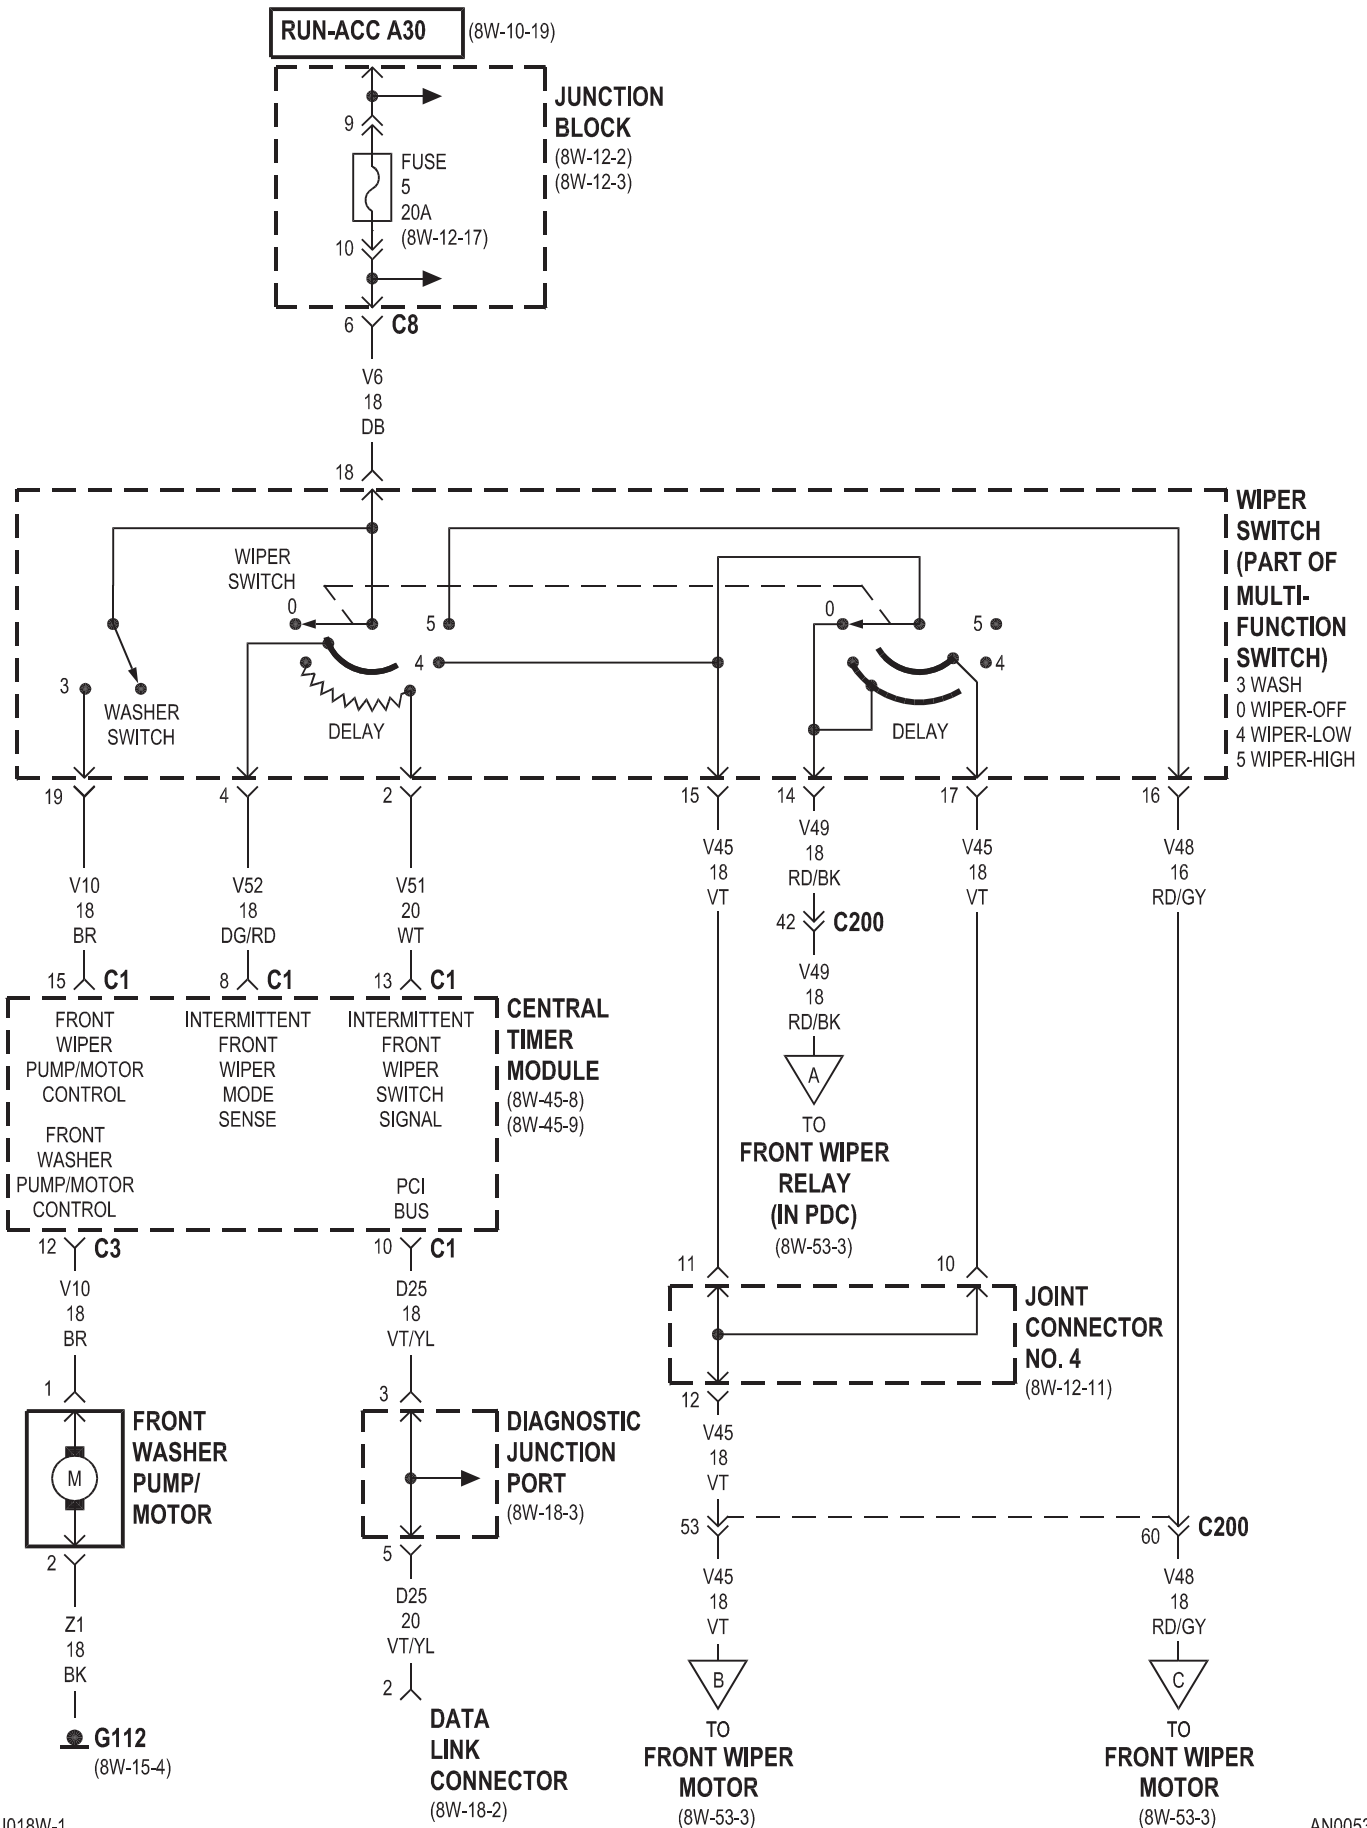 RUN-ACC A30 (8W-10-19)
JUNCTION
BLOCK
(8W-12-2)
(8W-12-3)
9
FUSE
5
20A
(8W-12-17)
10
6 C8
V6
18
DB
18
WIPER
SWITCH
(PART OF
MULTI-
FUNCTION
SWITCH)
3 WASH
0 WIPER-OFF
4 WIPER-LOW
5 WIPER-HIGH
WIPER
SWITCH
0
5
4
DELAY
3
WASHER
SWITCH
0
5
4
DELAY
19
4
2
15
14
17
16
V10
18
BR
V52
18
DG/RD
V51
20
WT
V45
18
VT
V49
18
RD/BK
V45
18
VT
V48
16
RD/GY
42 C200
V49
18
RD/BK
A
TO
FRONT WIPER
RELAY
(IN PDC)
(8W-53-3)
15 C1
8 C1
13 C1
CENTRAL
TIMER
MODULE
(8W-45-8)
(8W-45-9)
FRONT
WIPER
PUMP/MOTOR
CONTROL
INTERMITTENT
FRONT
WIPER
MODE
SENSE
INTERMITTENT
FRONT
WIPER
SWITCH
SIGNAL
FRONT
WASHER
PUMP/MOTOR
CONTROL
PCI
BUS
12 C3
10 C1
V10
18
BR
D25
18
VT/YL
11
10
JOINT
CONNECTOR
NO. 4
(8W-12-11)
12
V45
18
VT
1
FRONT
WASHER
PUMP/
MOTOR
M
2
3
DIAGNOSTIC
JUNCTION
PORT
(8W-18-3)
5
53
60 C200
Z1
18
BK
D25
20
VT/YL
V45
18
VT
V48
18
RD/GY
G112
(8W-15-4)
2
DATA
LINK
CONNECTOR
(8W-18-2)
B
TO
FRONT WIPER
MOTOR
(8W-53-3)
C
TO
FRONT WIPER
MOTOR
(8W-53-3)
J018W-1
AN0053